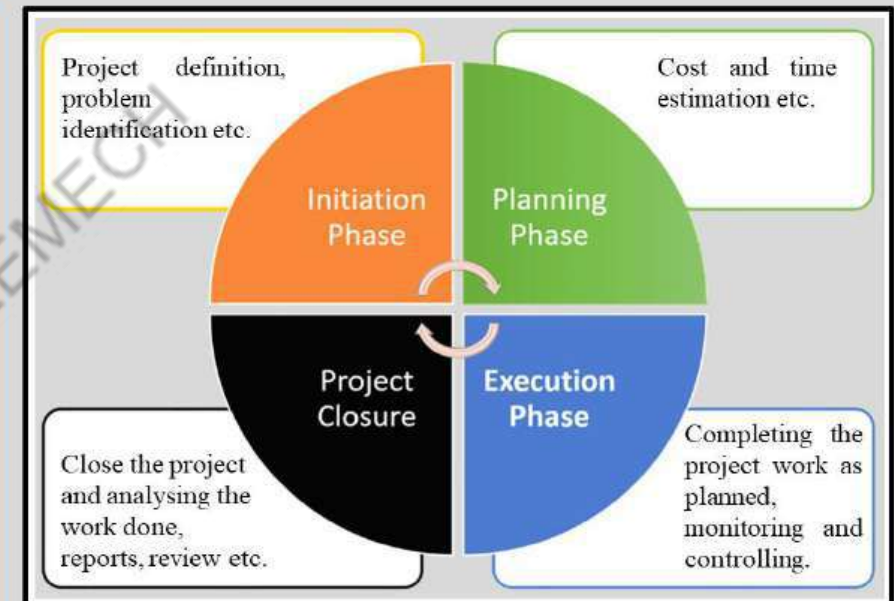 Project definition,
problem
identification etc.
Cost and time
estimation etc.
Initiation
Phase
Planning
Phase
Project
Closure
Execution
Phase
Close the project
and analysing the
work done,
reports, review etc.
Completing the
project work as
planned,
monitoring and
controlling.